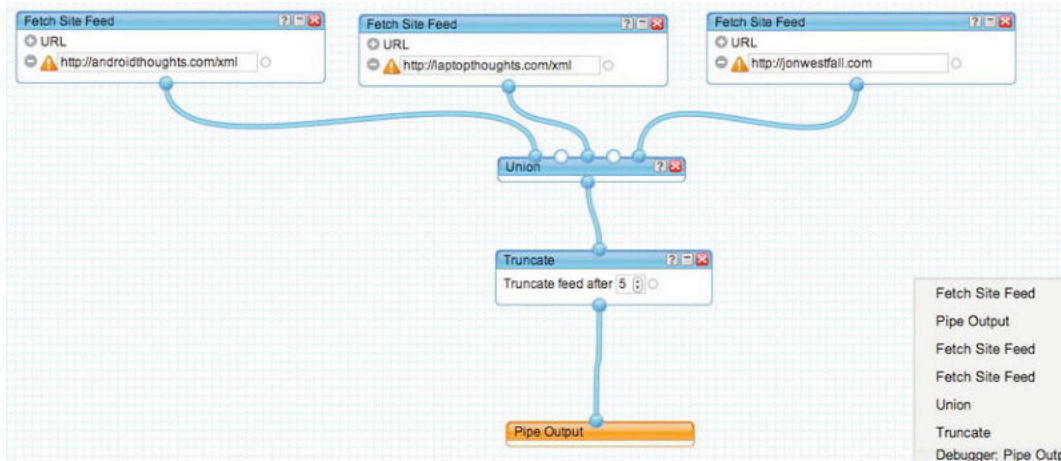 Fetch Site Feed
URL
http://androidthoughts.com/xml
Fetch Site Feed
URL
http://laptopthoughts.com/xml
Fetch Site Feed
URL
http://jonwestfall.com
Union
Truncate
Truncate feed after 5
Pipe Output
Fetch Site Feed
Pipe Output
Fetch Site Feed
Fetch Site Feed
Union
Truncate
Debugger: Pipe Outp